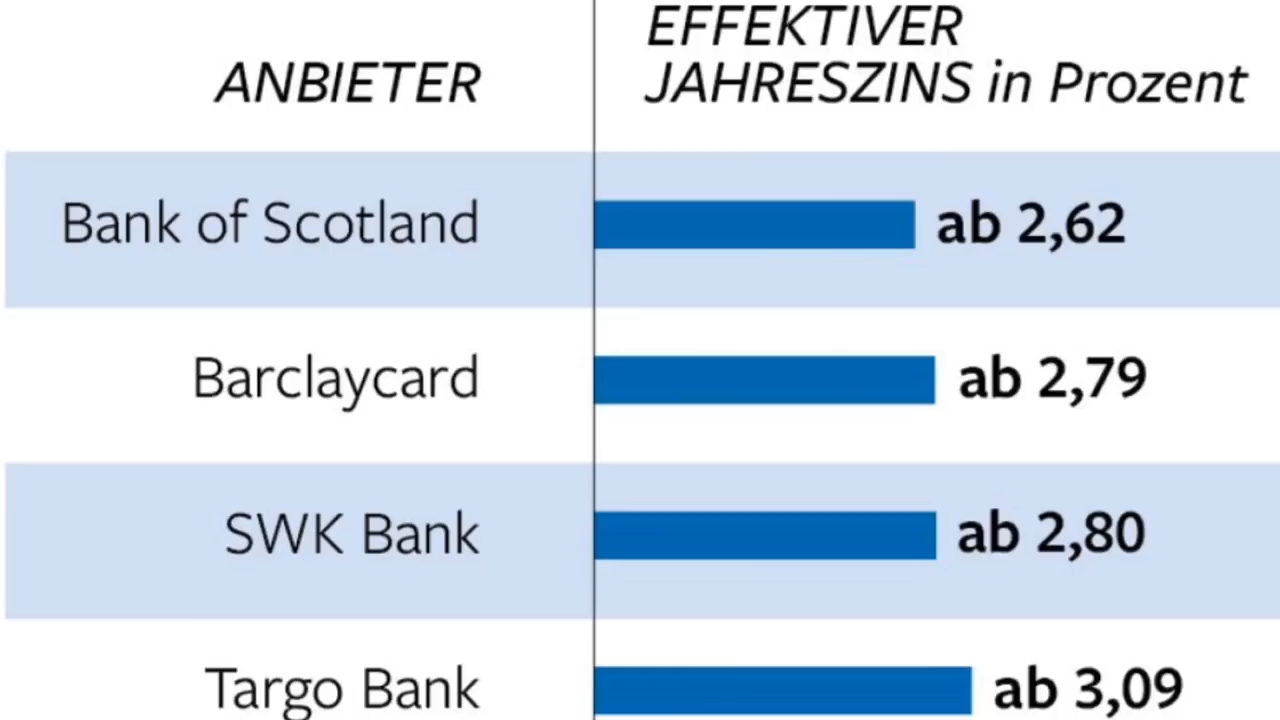 ANBIETER
EFFEKTIVER
JAHRESZINS in Prozent
Bank of Scotland ab 2,62
Barclaycard ab 2,79
SWK Bank ab 2,80
Targo Bank ab 3,09